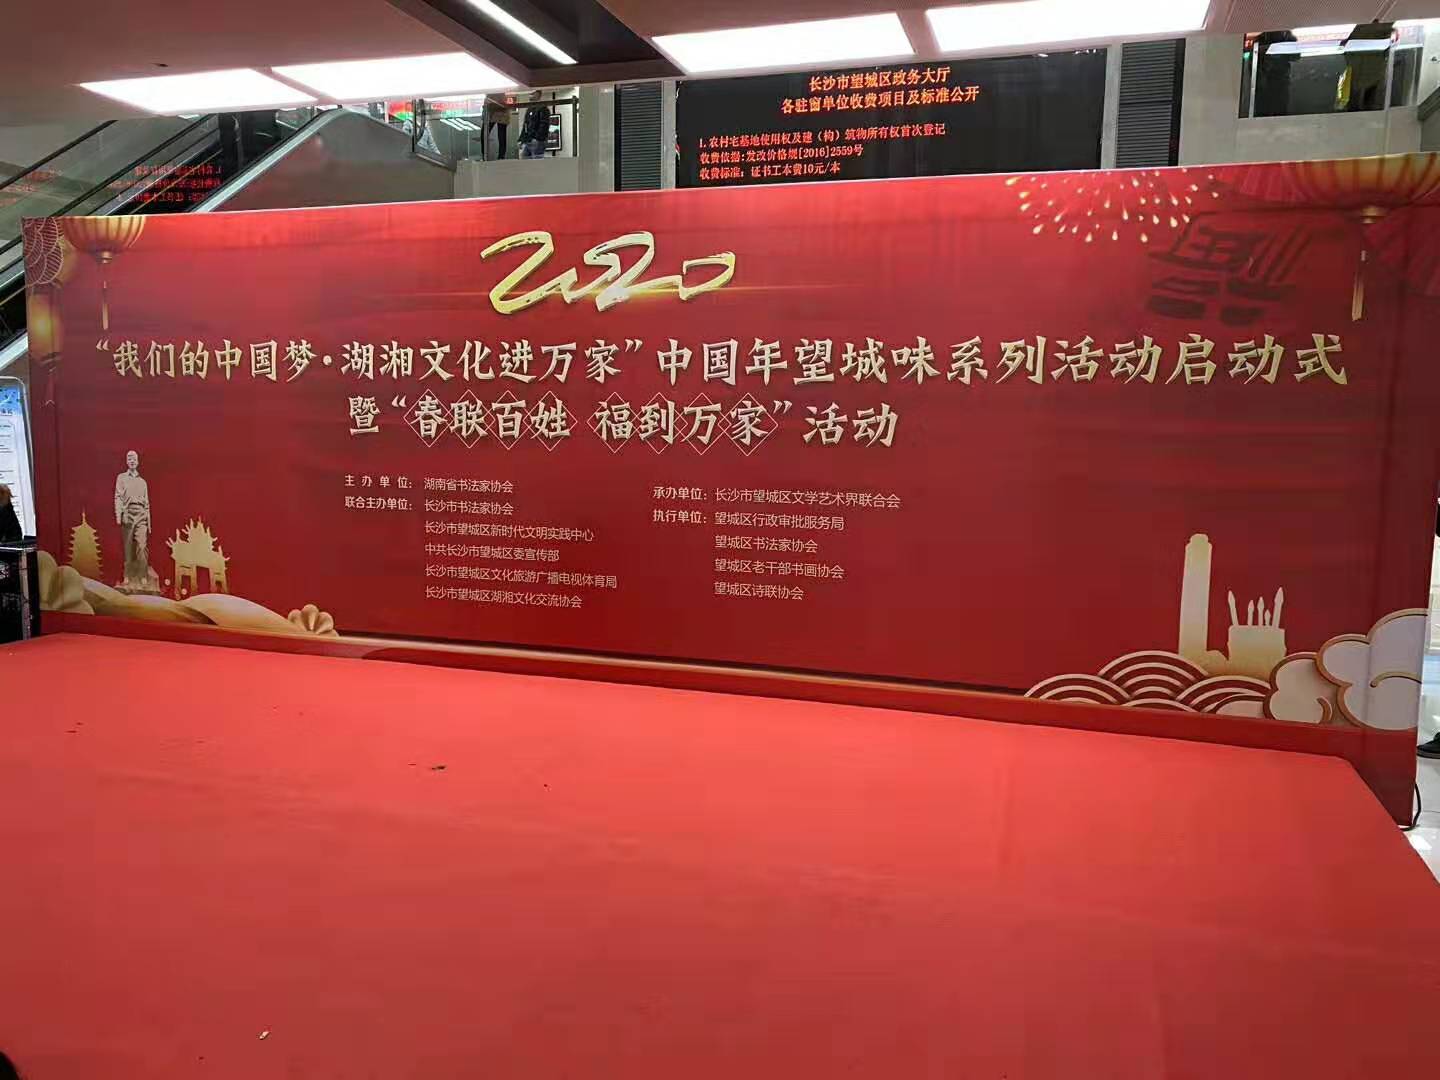 长沙市望城区政务大厅
各驻窗单位收费项目及标准公开
1.农村宅基地使用权及建（构）筑物所有权首次登记
收费依据:发改价格规[2016]2559号
收费标准：证书工本费10元/本
2020
“我们的中国梦·湖湘文化进万家”中国年望城味系列活动启动式
暨“春联百姓 福到万家”活动
主办单位：湖南省书法家协会
联合主办单位：长沙市书法家协会
长沙市望城区新时代文明实践中心
中共长沙市望城区委宣传部
长沙市望城区文化旅游广播电视体育局
长沙市望城区湖湘文化交流协会
承办单位：长沙市望城区文学艺术界联合会
执行单位：望城区行政审批服务局
望城区书法家协会
望城区老干部书画协会
望城区诗联协会